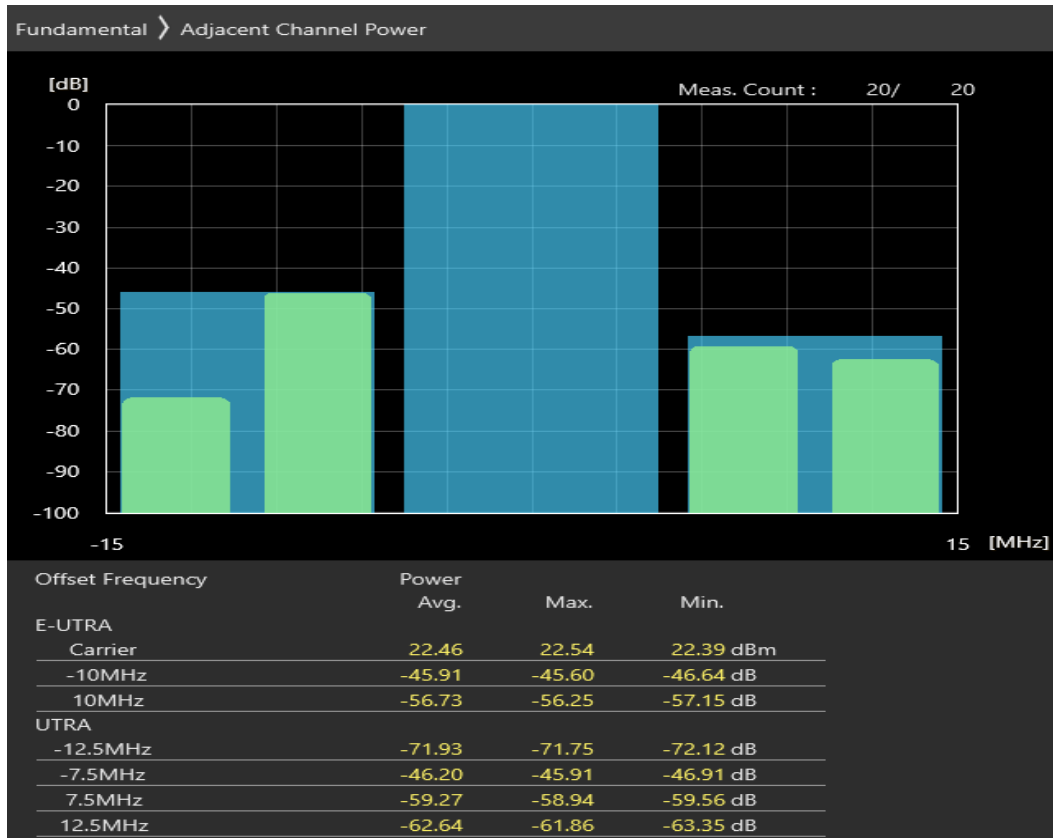 Fundamental 〉 Adjacent Channel Power
[dB]
Meas. Count : 20/ 20
0
-10
-20
-30
-40
-50
-60
-70
-80
-90
-100
-15 15 [MHz]
Offset Frequency Power
Avg. Max. Min.
E-UTRA
Carrier 22.46 22.54 22.39 dBm
-10MHz -45.91 -45.60 -46.64 dB
10MHz -56.73 -56.25 -57.15 dB
UTRA
-12.5MHz -71.93 -71.75 -72.12 dB
-7.5MHz -46.20 -45.91 -46.91 dB
7.5MHz -59.27 -58.94 -59.56 dB
12.5MHz -62.64 -61.86 -63.35 dB